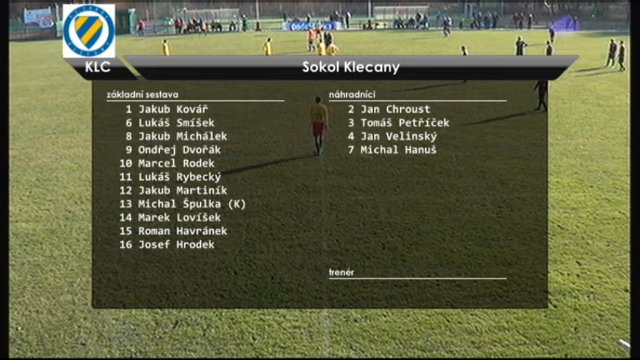 KLC Sokol Klecany
základní sestava
1 Jakub Kovář
6 Lukáš Smíšek
8 Jakub Michálek
9 Ondřej Dvořák
10 Marcel Rodek
11 Lukáš Rybecký
12 Jakub Martiník
13 Michal Špulka (K)
14 Marek Lovíšek
15 Roman Havránek
16 Josef Hrodek
náhradníci
2 Jan Chroust
3 Tomáš Petříček
4 Jan Velinský
7 Michal Hanuš
trenér